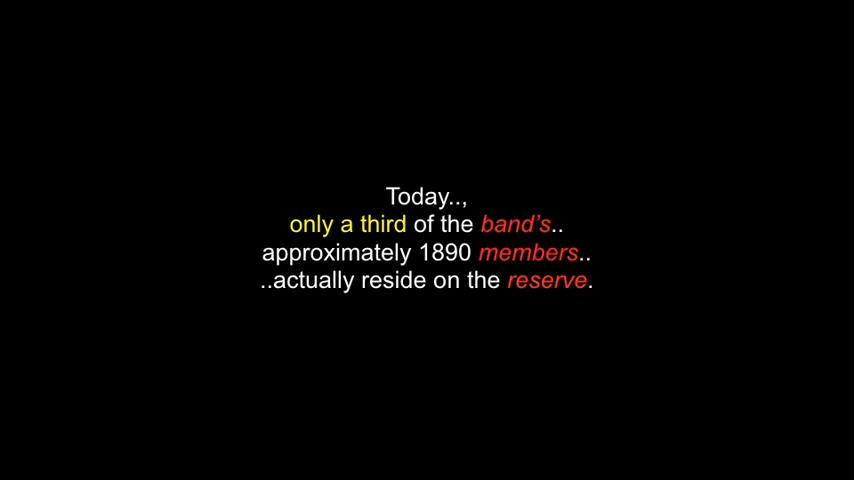 Today..,
only a third of the band’s..
approximately 1890 members..
..actually reside on the reserve.